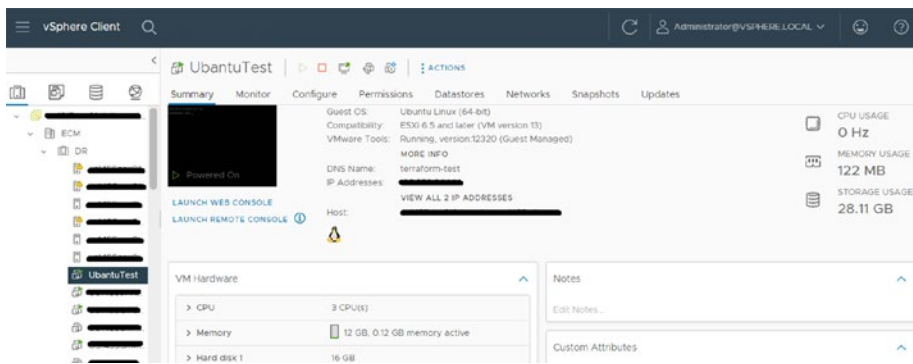 vSphere Client
Administrator@VSPHERE.LOCAL
UbantuTest
ACTIONS
Summary Monitor Configure Permissions Datastores Networks Snapshots Updates
ECM
DR
UbantuTest
Powered On
LAUNCH WEB CONSOLE
LAUNCH REMOTE CONSOLE
Guest OS: Ubuntu Linux (64-bit)
Compatibility: ESXi 6.5 and later (VM version 13)
VMware Tools: Running, version:12320 (Guest Managed)
MORE INFO
DNS Name: terraform-test
IP Addresses:
VIEW ALL 2 IP ADDRESSES
Host:
CPU USAGE
0 Hz
MEMORY USAGE
122 MB
STORAGE USAGE
28.11 GB
VM Hardware
CPU 3 CPU(s)
Memory 12 GB, 0.12 GB memory active
Hard disk 1 16 GB
Notes
Edit Notes...
Custom Attributes